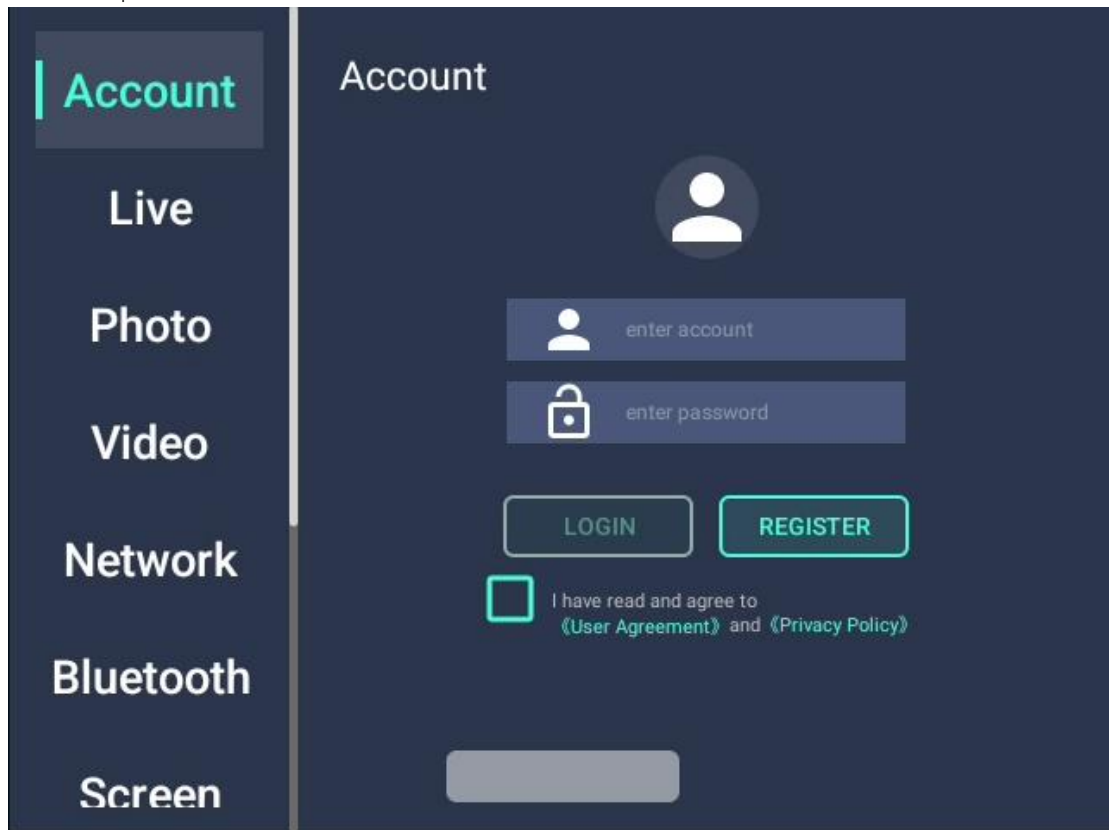 Account
Live
Photo
Video
Network
Bluetooth
Screen
Account
enter account
enter password
LOGIN
REGISTER
I have read and agree to
《User Agreement》 and 《Privacy Policy》